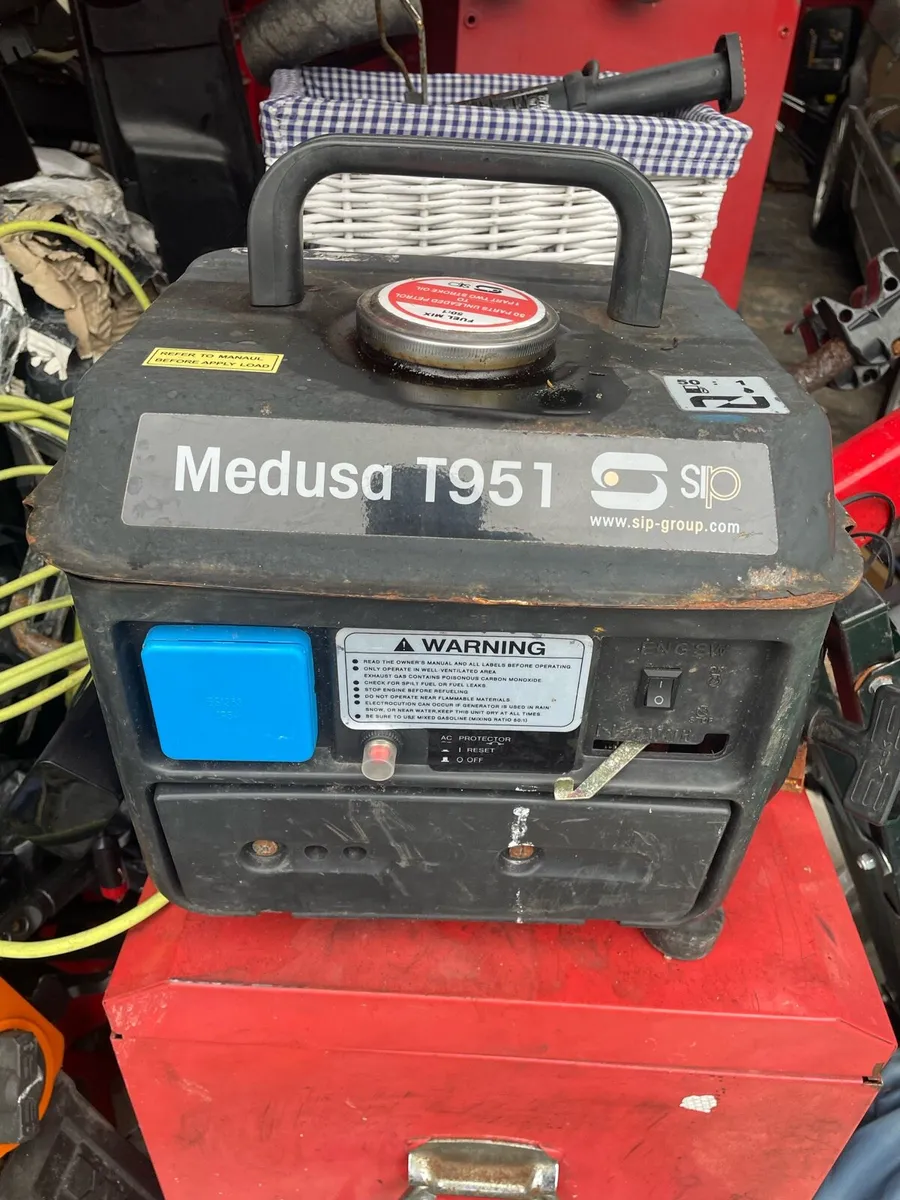 50 PARTS UNLEADED PETROL
TO
1 PART TWO STROKE OIL
50:1
FUEL MIX
REFER TO MANAUL
BEFORE APPLY LOAD
50 1
Medusa T951
sip
www.sip-group.com
WARNING
READ THE OWNER'S MANUAL AND ALL LABELS BEFORE OPERATING.
ONLY OPERATE IN WELL-VENTILATED AREA
EXHAUST GAS CONTAINS POISONOUS CARBON MONOXIDE.
CHECK FOR SPILT FUEL OR FUEL LEAKS.
STOP ENGINE BEFORE REFUELING
DO NOT OPERATE NEAR FLAMMABLE MATERIALS
ELECTROCUTION CAN OCCUR IF GENERATOR IS USED IN RAIN
SNOW, OR NEAR WATER,KEEP THIS UNIT DRY AT ALL TIMES.
BE SURE TO USE MIXED GASOLINE (MIXING RATIO 50:1)
ENG SW
AC PROTECTOR
I RESET
O OFF